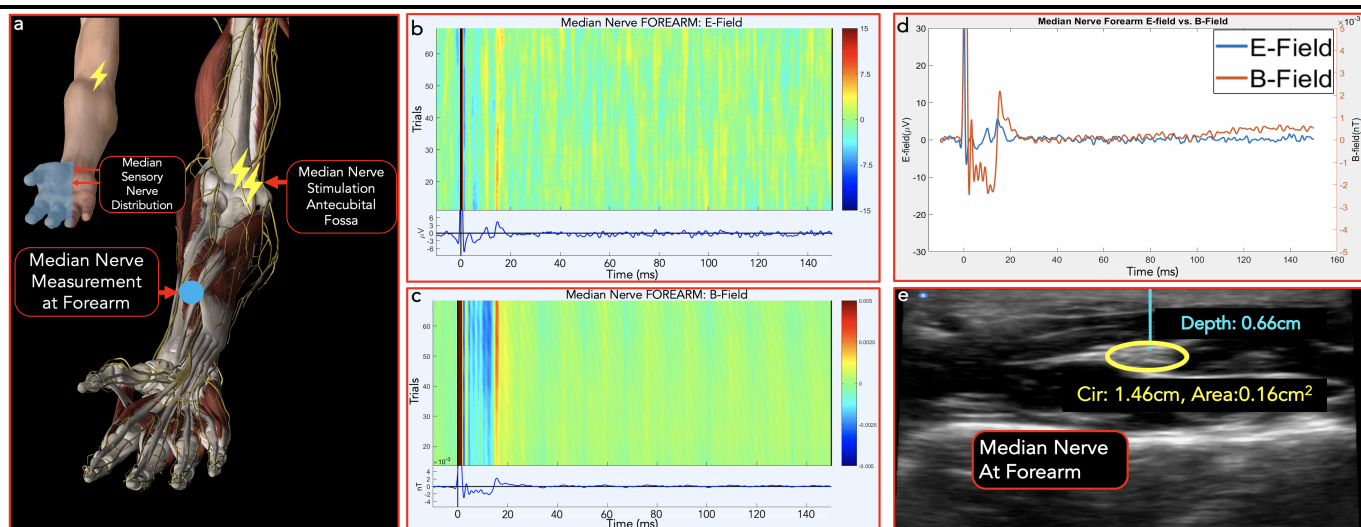 a
Median
Sensory
Nerve
Distribution
Median Nerve
Stimulation
Antecubital
Fossa
Median Nerve
Measurement
at Forearm
b
Median Nerve FOREARM: E-Field
Trials
60
50
40
30
20
15
7.5
0
-7.5
-15
μV
6
3
0
-3
-6
0 20 40 60 80 100 120 140
Time (ms)
c
Median Nerve FOREARM: B-Field
Trials
60
50
40
30
20
0.005
0.0025
0
-0.0025
-0.005
×10⁻³
nT
4
2
0
-2
-4
0 20 40 60 80 100 120 140
Time (ms)
d
Median Nerve Forearm E-field vs. B-Field
×10⁻³
E-Field
B-Field
E-field(μV)
30
20
10
0
-10
-20
-30
B-field(nT)
5
4
3
2
1
0
-1
-2
-3
-4
-5
0 20 40 60 80 100 120 140 160
Time (ms)
e
Depth: 0.66cm
Cir: 1.46cm, Area:0.16cm²
Median Nerve
At Forearm